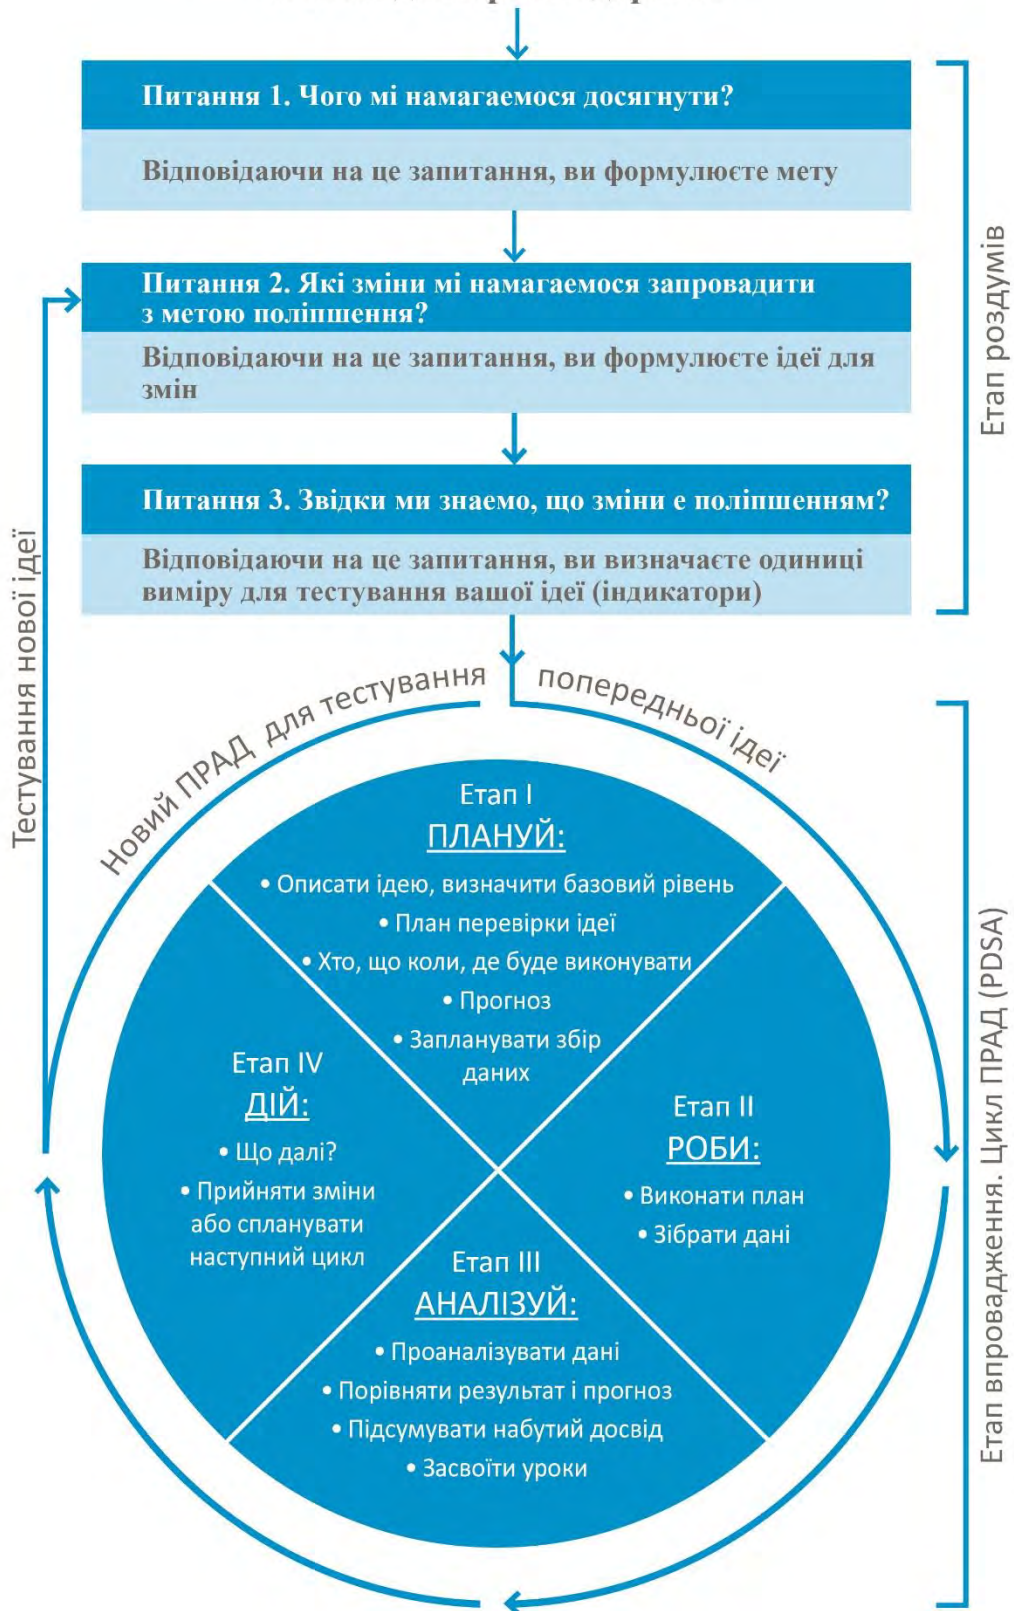 Питання 1. Чого мі намагаемося досягнути?
Відповідаючи на це запитання, ви формулюєте мету
Питання 2. Які зміни мі намагаемося запровадити
з метою поліпшення?
Відповідаючи на це запитання, ви формулюєте ідеї для
змін
Питання 3. Звідки ми знаемо, що зміни е поліпшенням?
Відповідаючи на це запитання, ви визначаєте одиниці
виміру для тестування вашої ідеї (індикатори)
Етап роздумів
Тестування нової ідеї
Новий ПРАД для тестування попередньої ідеї
Етап I
ПЛАНУЙ:
• Описати ідею, визначити базовий рівень
• План перевірки ідеї
• Хто, що коли, де буде виконувати
• Прогноз
• Запланувати збір
даних
Етап II
РОБИ:
• Виконати план
• Зібрати дані
Етап III
АНАЛІЗУЙ:
• Проаналізувати дані
• Порівняти результат і прогноз
• Підсумувати набутий досвід
• Засвоїти уроки
Етап IV
ДІЙ:
• Що далі?
• Прийняти зміни
або спланувати
наступний цикл
Етап впровадження. Цикл ПРАД (PDSA)